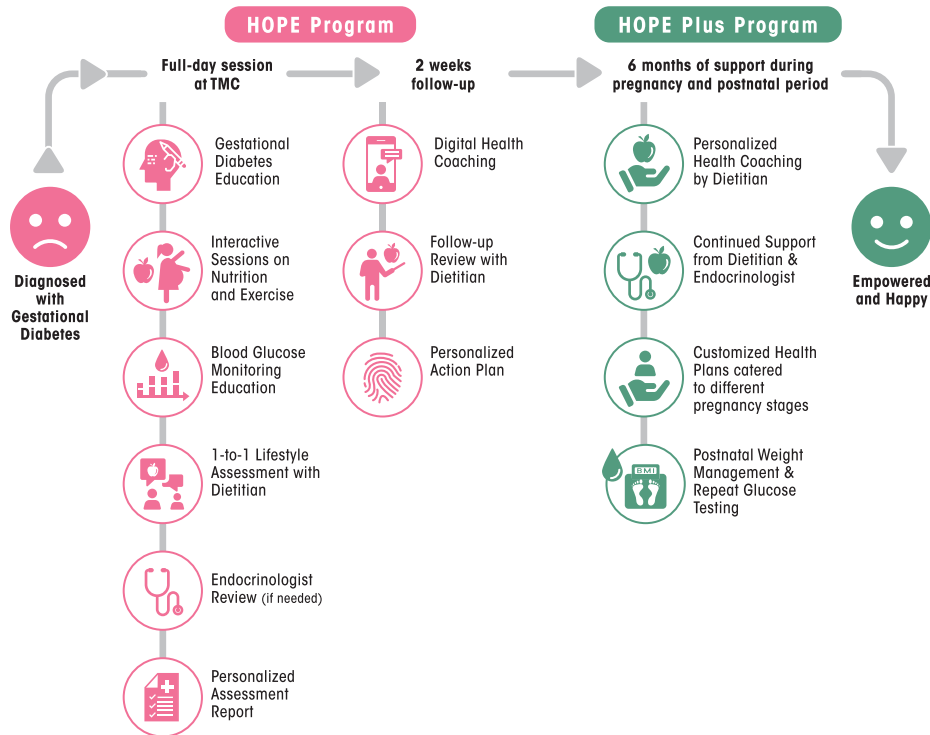 HOPE Program
HOPE Plus Program
Full-day session
at TMC
2 weeks
follow-up
6 months of support during
pregnancy and postnatal period
Diagnosed
with
Gestational
Diabetes
Gestational
Diabetes
Education
Interactive
Sessions on
Nutrition
and Exercise
Blood Glucose
Monitoring
Education
1-to-1 Lifestyle
Assessment with
Dietitian
Endocrinologist
Review (if needed)
Personalized
Assessment
Report
Digital Health
Coaching
Follow-up
Review with
Dietitian
Personalized
Action Plan
Personalized
Health Coaching
by Dietitian
Continued Support
from Dietitian &
Endocrinologist
Customized Health
Plans catered
to different
pregnancy stages
BMI
Postnatal Weight
Management &
Repeat Glucose
Testing
Empowered
and Happy